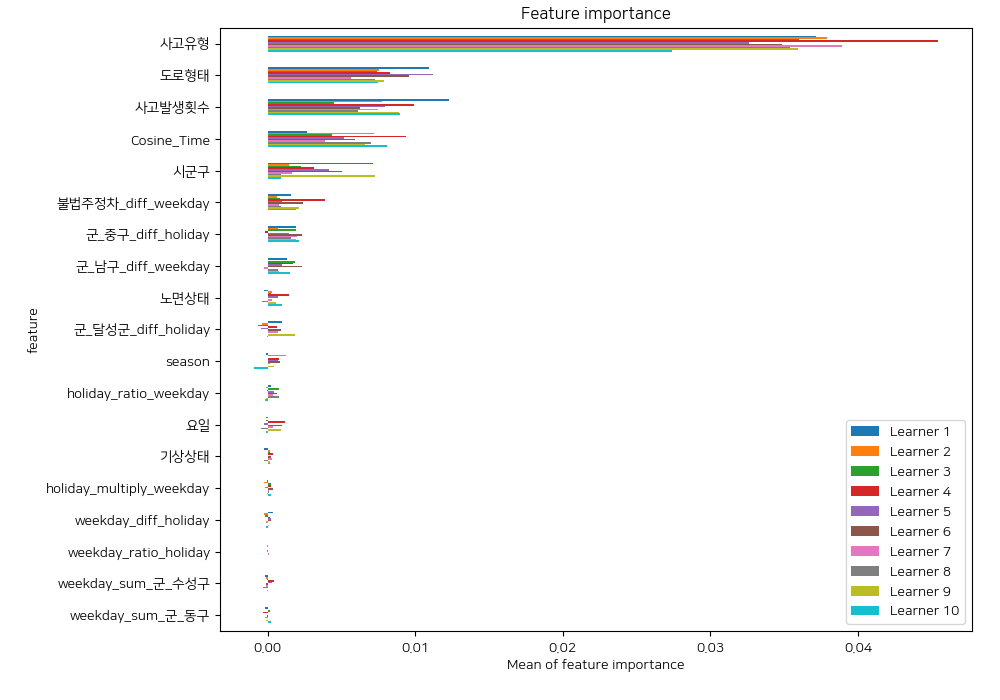 Feature importance
사고유형
도로형태
사고발생횟수
Cosine_Time
시군구
불법주정차_diff_weekday
군_중구_diff_holiday
군_남구_diff_weekday
노면상태
군_달성군_diff_holiday
season
holiday_ratio_weekday
요일
기상상태
holiday_multiply_weekday
weekday_diff_holiday
weekday_ratio_holiday
weekday_sum_군_수성구
weekday_sum_군_동구
feature
Learner 1
Learner 2
Learner 3
Learner 4
Learner 5
Learner 6
Learner 7
Learner 8
Learner 9
Learner 10
0.00 0.01 0.02 0.03 0.04
Mean of feature importance